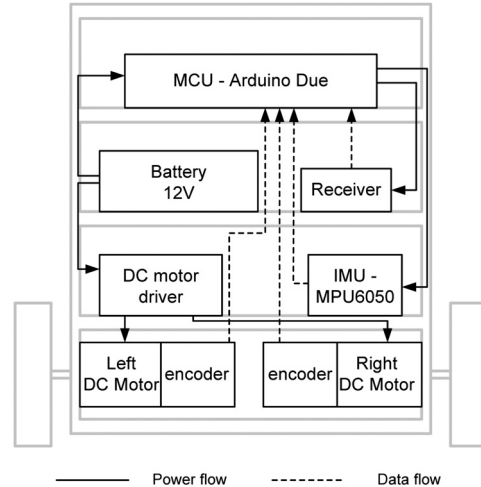 MCU - Arduino Due
Battery
12V
Receiver
DC motor
driver
IMU -
MPU6050
Left
DC Motor
encoder
encoder
Right
DC Motor
Power flow
Data flow